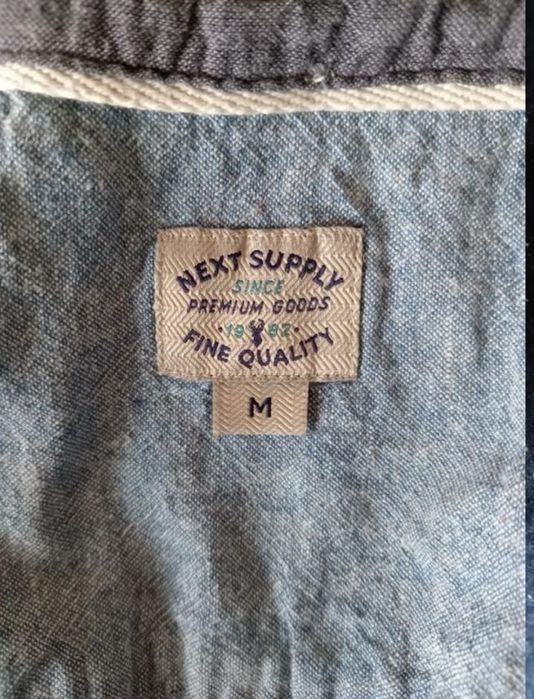 NEXT SUPPLY
SINCE
PREMIUM GOODS
·19 82·
FINE QUALITY
M